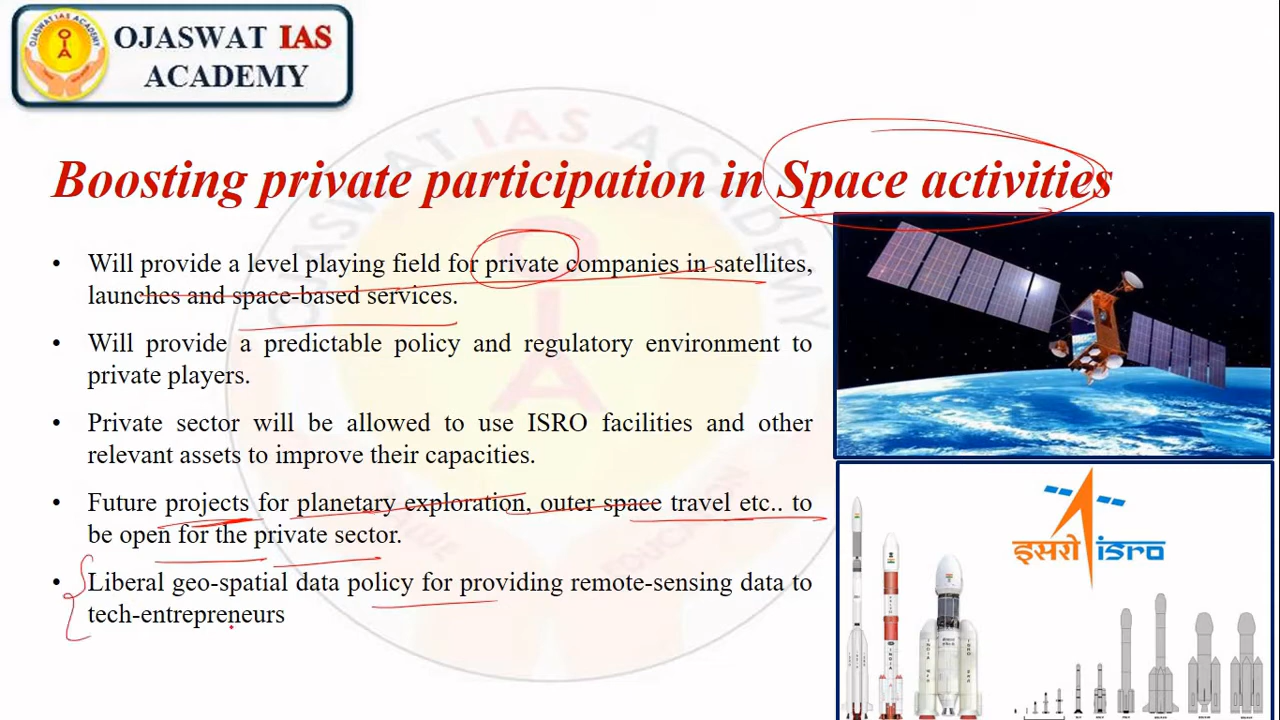 OJASWAT IAS
ACADEMY
OJASWAT IAS ACADEMY
Boosting private participation in Space activities
• Will provide a level playing field for private companies in satellites,
launches and space-based services.
• Will provide a predictable policy and regulatory environment to
private players.
• Private sector will be allowed to use ISRO facilities and other
relevant assets to improve their capacities.
• Future projects for planetary exploration, outer space travel etc.. to
be open for the private sector.
• Liberal geo-spatial data policy for providing remote-sensing data to
tech-entrepreneurs
इसरो isro